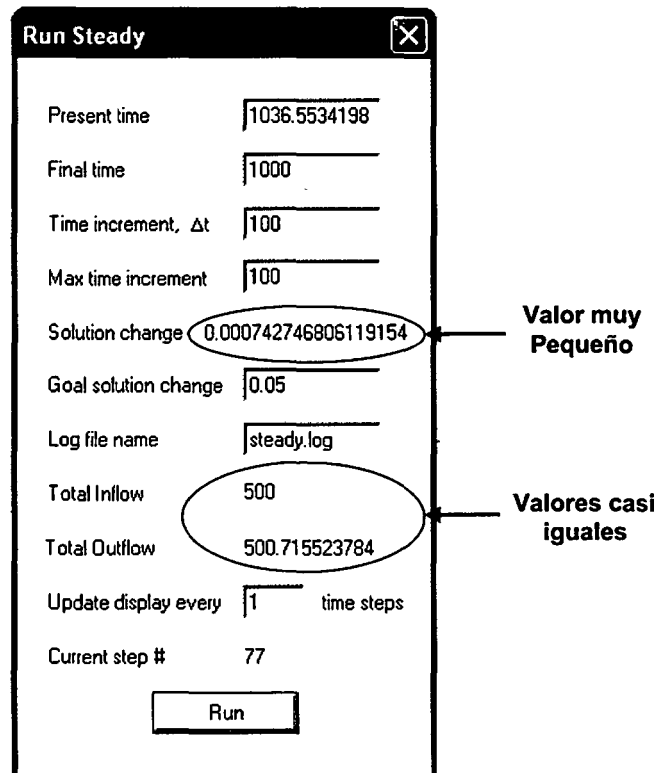 Run Steady
Present time 1036.5534198
Final time 1000
Time increment, Δt 100
Max time increment 100
Solution change 0.000742746806119154
Valor muy
Pequeño
Goal solution change 0.05
Log file name steady.log
Total Inflow 500
Valores casi
iguales
Total Outflow 500.715523784
Update display every 1 time steps
Current step # 77
Run